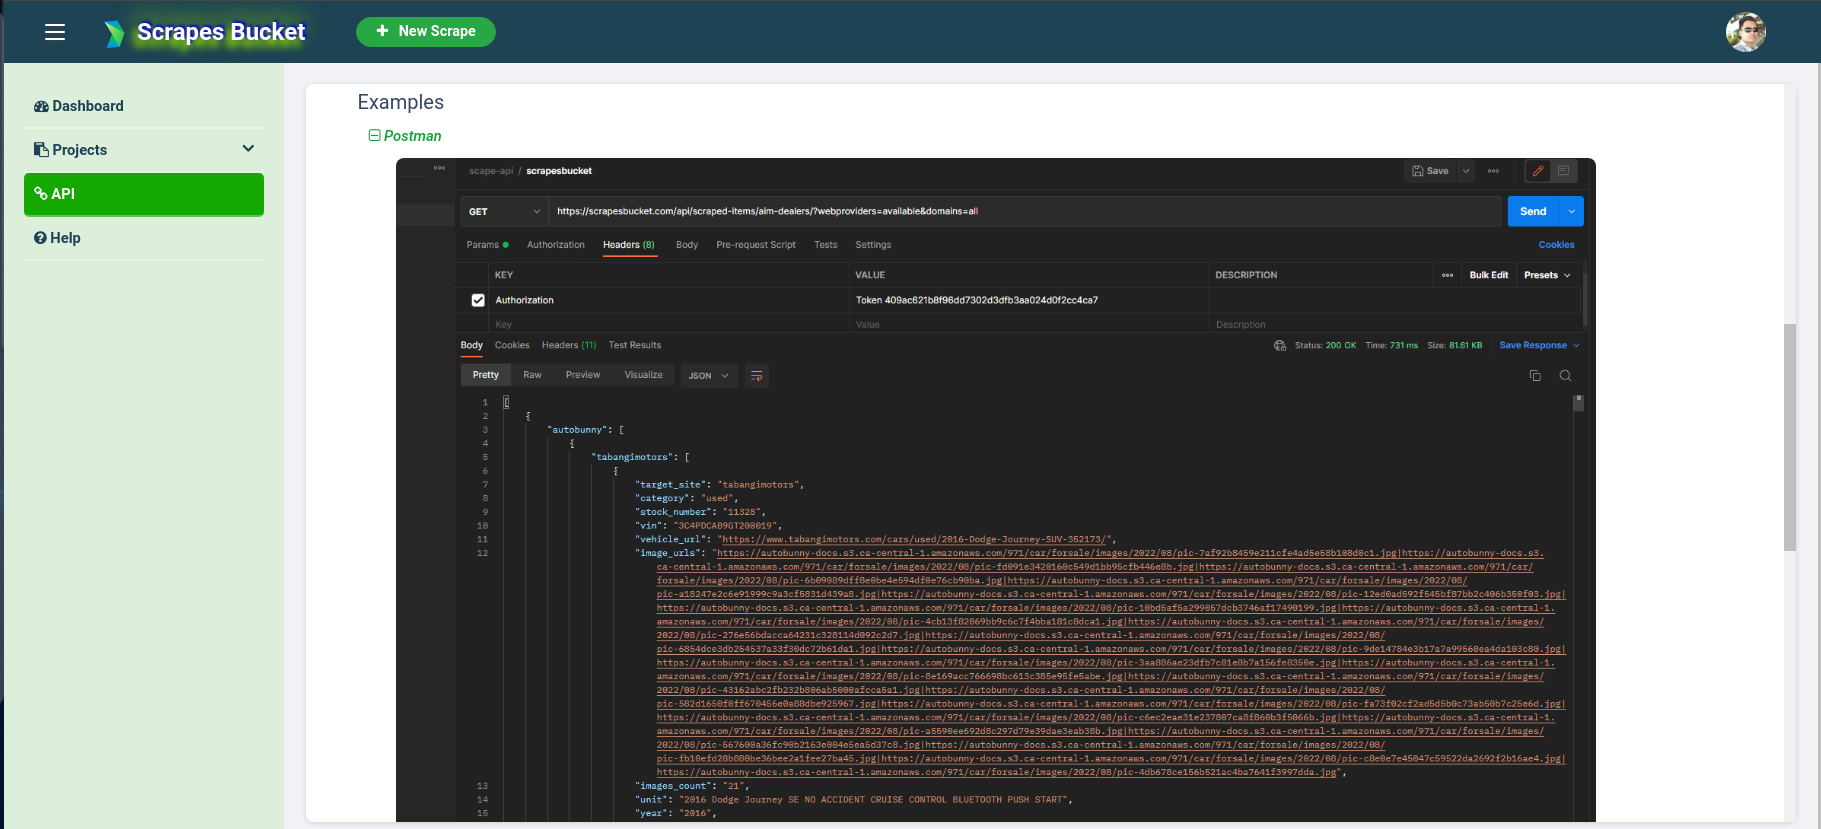 Scrapes Bucket
+ New Scrape
Dashboard
Projects
API
Help
Examples
Postman
scape-api / scrapesbucket
Save
GET
https://scrapesbucket.com/api/scraped-items/aim-dealers/?webproviders=available&domains=all
Send
Params
Authorization
Headers (8)
Body
Pre-request Script
Tests
Settings
Cookies
KEY
VALUE
DESCRIPTION
Bulk Edit
Presets
Authorization
Token 409ac621b8f96dd7302d3dfb3aa024d0f2cc4ca7
Key
Value
Description
Body
Cookies
Headers (11)
Test Results
Status: 200 OK
Time: 731 ms
Size: 81.61 KB
Save Response
Pretty
Raw
Preview
Visualize
JSON
1 [
2 {
3 "autobunny": [
4 {
5 "tabangimotors": [
6 {
7 "target_site": "tabangimotors",
8 "category": "used",
9 "stock_number": "11328",
10 "vin": "3C4PDCAB9GT200019",
11 "vehicle_url": "https://www.tabangimotors.com/cars/used/2016-Dodge-Journey-SUV-352173/",
12 "image_urls": "https://autobunny-docs.s3.ca-central-1.amazonaws.com/971/car/forsale/images/2022/08/pic-7af92b8459e211cfe4ad5e58b108d0c1.jpg|https://autobunny-docs.s3.
ca-central-1.amazonaws.com/971/car/forsale/images/2022/08/pic-fd091e3420160c549d1bb95cfb446e8b.jpg|https://autobunny-docs.s3.ca-central-1.amazonaws.com/971/car/
forsale/images/2022/08/pic-6b09089dff8e0be4e594df0e76cb90ba.jpg|https://autobunny-docs.s3.ca-central-1.amazonaws.com/971/car/forsale/images/2022/08/
pic-a18247e2c6e91999c9a3cf5831d439a8.jpg|https://autobunny-docs.s3.ca-central-1.amazonaws.com/971/car/forsale/images/2022/08/pic-12ed0ad592f545bf87bb2c406b350f03.jpg|
https://autobunny-docs.s3.ca-central-1.amazonaws.com/971/car/forsale/images/2022/08/pic-10bd5af5a299057dcb3746af17490199.jpg|https://autobunny-docs.s3.ca-central-1.
amazonaws.com/971/car/forsale/images/2022/08/pic-4cb13f82069bb9c6c7f4bba181c8dca1.jpg|https://autobunny-docs.s3.ca-central-1.amazonaws.com/971/car/forsale/images/
2022/08/pic-276e56bdacca64231c328114d092c2d7.jpg|https://autobunny-docs.s3.ca-central-1.amazonaws.com/971/car/forsale/images/2022/08/
pic-6854dce3db254537a33f30dc72b61da1.jpg|https://autobunny-docs.s3.ca-central-1.amazonaws.com/971/car/forsale/images/2022/08/pic-9de14784e3b17a7a99560ea4da103c80.jpg|
https://autobunny-docs.s3.ca-central-1.amazonaws.com/971/car/forsale/images/2022/08/pic-3aa886ae23dfb7c81e8b7a156fe8350e.jpg|https://autobunny-docs.s3.ca-central-1.
amazonaws.com/971/car/forsale/images/2022/08/pic-8e169acc766698bc613c385e95fe5abe.jpg|https://autobunny-docs.s3.ca-central-1.amazonaws.com/971/car/forsale/images/
2022/08/pic-43162abc2fb232b806ab5000afcca5a1.jpg|https://autobunny-docs.s3.ca-central-1.amazonaws.com/971/car/forsale/images/2022/08/
pic-582d1650f0ff670456e0a88dbe925967.jpg|https://autobunny-docs.s3.ca-central-1.amazonaws.com/971/car/forsale/images/2022/08/pic-fa73f02cf2ad5d5b0c73ab50b7c25e6d.jpg|
https://autobunny-docs.s3.ca-central-1.amazonaws.com/971/car/forsale/images/2022/08/pic-c6ec2eae31e237807ca8f860b3f5066b.jpg|https://autobunny-docs.s3.ca-central-1.
amazonaws.com/971/car/forsale/images/2022/08/pic-a5590ee692d8c297d79e39dae3eab38b.jpg|https://autobunny-docs.s3.ca-central-1.amazonaws.com/971/car/forsale/images/
2022/08/pic-567600a36fc90b2163e004e5ea5d37c8.jpg|https://autobunny-docs.s3.ca-central-1.amazonaws.com/971/car/forsale/images/2022/08/
pic-fb10efd28b880be36bee2a1fee27ba45.jpg|https://autobunny-docs.s3.ca-central-1.amazonaws.com/971/car/forsale/images/2022/08/pic-c8e0e7e45047c59522da2692f2b16ae4.jpg|
https://autobunny-docs.s3.ca-central-1.amazonaws.com/971/car/forsale/images/2022/08/pic-4db678ce156b521ac4ba7641f3997dda.jpg",
13 "images_count": "21",
14 "unit": "2016 Dodge Journey SE NO ACCIDENT CRUISE CONTROL BLUETOOTH PUSH START",
15 "year": "2016",